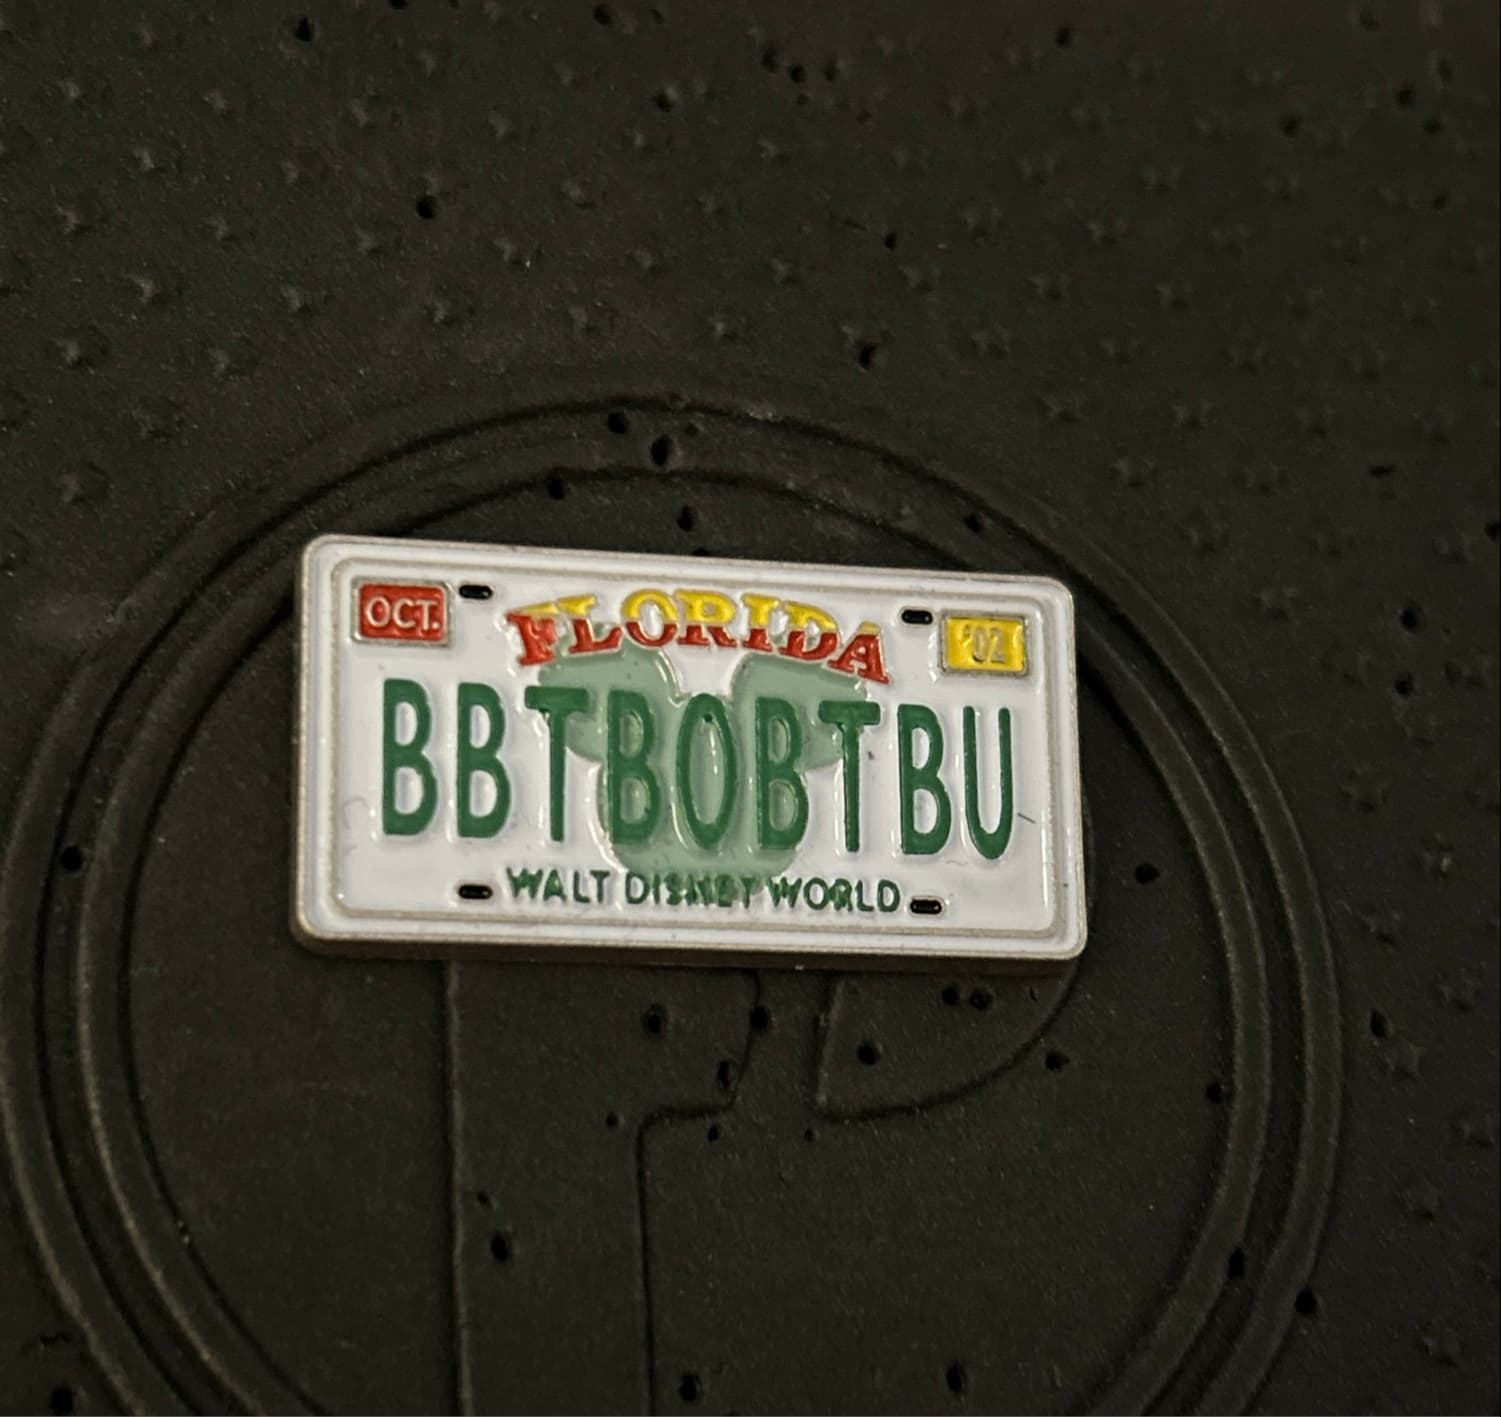 OCT.
FLORIDA
'02
BBTBOBTBU
WALT DISNEY WORLD